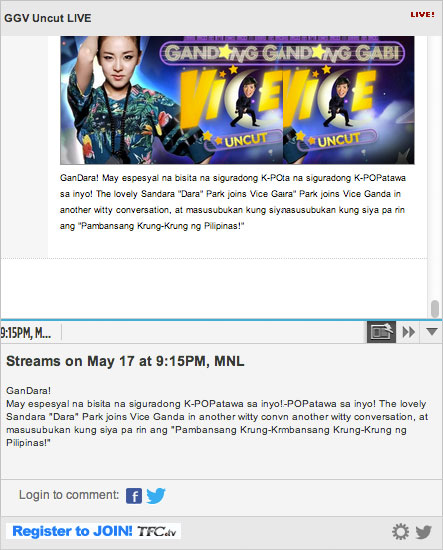 GGV Uncut LIVE
LIVE!
GANDANG GANDANG GABI
VICE VICE
UNCUT UNCUT
GanDara! May espesyal na bisita na siguradong K-POta na siguradong K-POPatawa
sa inyo! The lovely Sandara "Dara" Park joins Vice Gaıra" Park joins Vice Ganda in
another witty conversation, at masusubukan kung siynasusubukan kung siya pa rin
ang "Pambansang Krung-Krung ng Pilipinas!"
9:15PM, M...
Streams on May 17 at 9:15PM, MNL
GanDara!
May espesyal na bisita na siguradong K-POPatawa sa inyo!-POPatawa sa inyo! The lovely
Sandara "Dara" Park joins Vice Ganda in another witty convn another witty conversation, at
masusubukan kung siya pa rin ang "Pambansang Krung-Krmbansang Krung-Krung ng
Pilipinas!"
Login to comment: f
Register to JOIN! TFC.tv